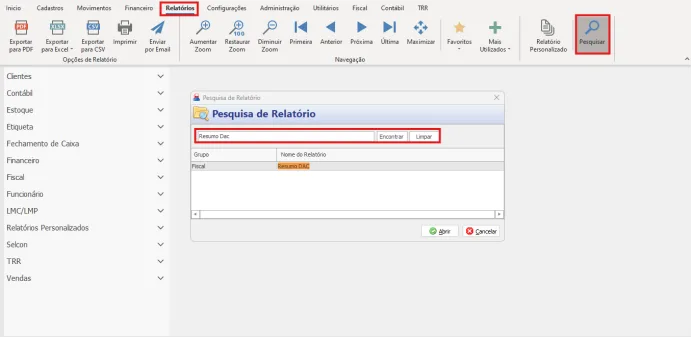 Inicio Cadastros Movimentos Financeiro Relatórios Configurações Administração Utilitários Fiscal Contábil TRR
Exportar para PDF
Exportar para Excel
Exportar para CSV
Imprimir
Enviar por Email
Aumentar Zoom
Restaurar Zoom
Diminuir Zoom
Primeira
Anterior
Próxima
Última
Maximizar
Favoritos
Mais Utilizados
Relatório Personalizado
Pesquisar
Opções de Relatório
Navegação
Clientes
Contábil
Estoque
Etiqueta
Fechamento de Caixa
Financeiro
Fiscal
Funcionário
LMC/LMP
Relatórios Personalizados
Selcon
TRR
Vendas
Pesquisa de Relatório
Pesquisa de Relatório
Resumo Dac Encontrar Limpar
Grupo Nome do Relatório
Fiscal Resumo DAC
Abrir Cancelar